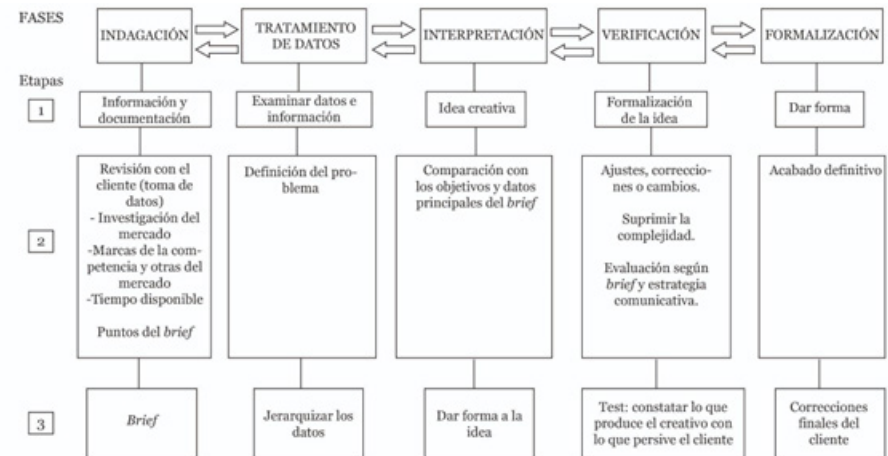 FASES
INDAGACIÓN
TRATAMIENTO
DE DATOS
INTERPRETACIÓN
VERIFICACIÓN
FORMALIZACIÓN
Etapas
1
Información y
documentación
Examinar datos e
información
Idea creativa
Formalización
de la idea
Dar forma
2
Revisión con el
cliente (toma de
datos)
- Investigación del
mercado
-Marcas de la com-
petencia y otras del
mercado
-Tiempo disponible
Puntos del brief
Definición del pro-
blema
Comparación con
los objetivos y datos
principales del brief
Ajustes, correccio-
nes o cambios.
Suprimir la
complejidad.
Evaluación según
brief y estrategia
comunicativa.
Acabado definitivo
3
Brief
Jerarquizar los
datos
Dar forma a la
idea
Test: constatar lo que
produce el creativo con
lo que persive el cliente
Correcciones
finales del
cliente